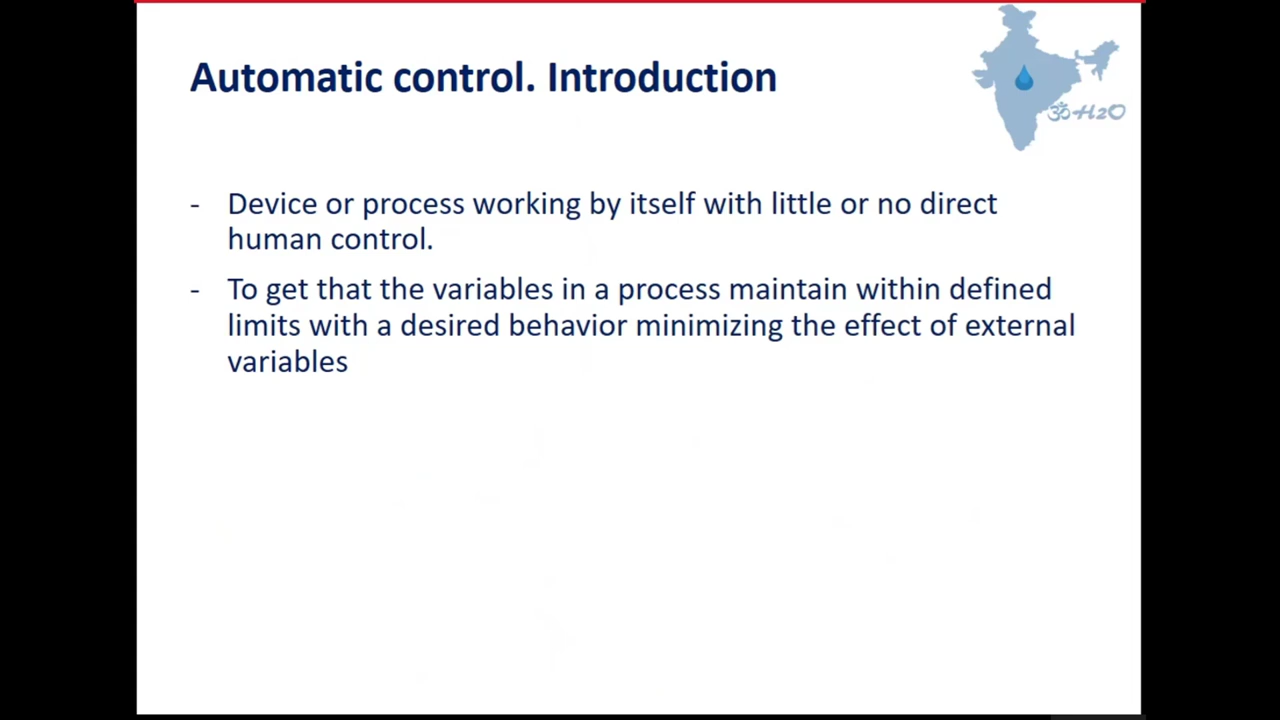 Automatic control. Introduction
ॐH2O
- Device or process working by itself with little or no direct
human control.
- To get that the variables in a process maintain within defined
limits with a desired behavior minimizing the effect of external
variables